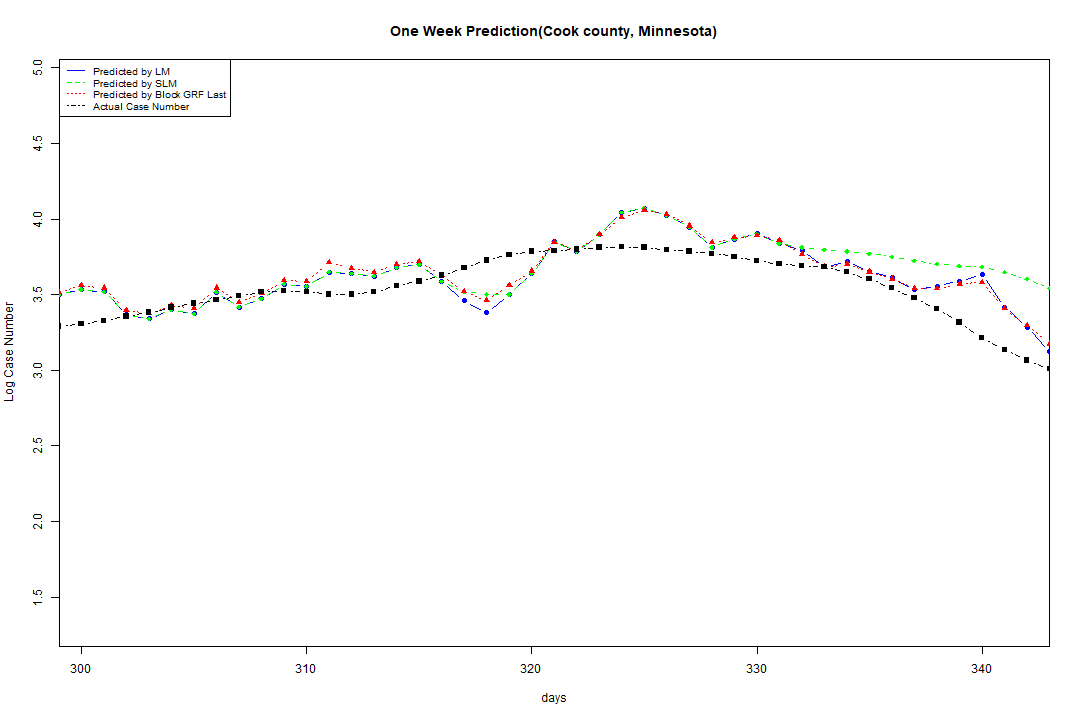 One Week Prediction(Cook county, Minnesota)
Predicted by LM
Predicted by SLM
Predicted by Block GRF Last
Actual Case Number
5.0
4.5
4.0
3.5
3.0
2.5
2.0
1.5
Log Case Number
300 310 320 330 340
days